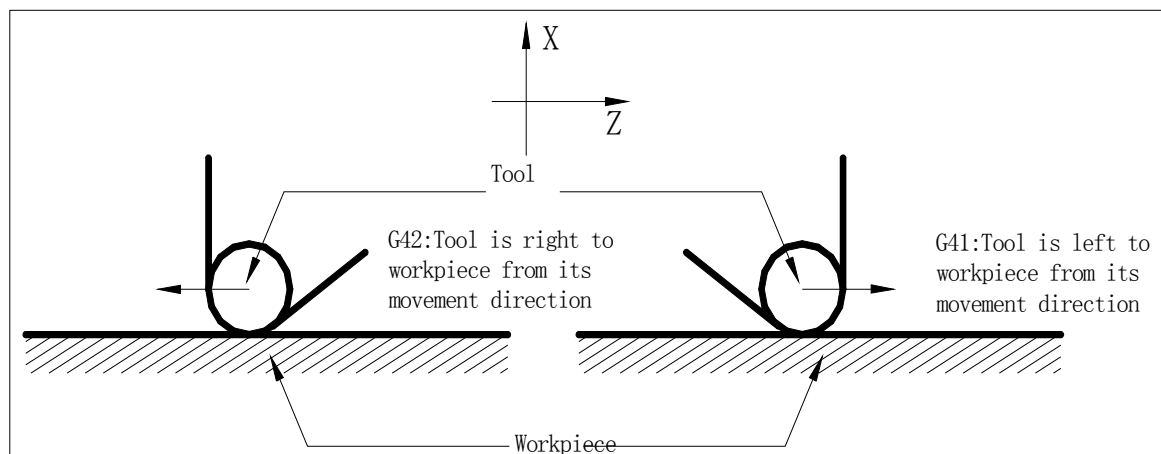 X
Z
Tool
G42:Tool is right to
workpiece from its
movement direction
G41:Tool is left to
workpiece from its
movement direction
Workpiece